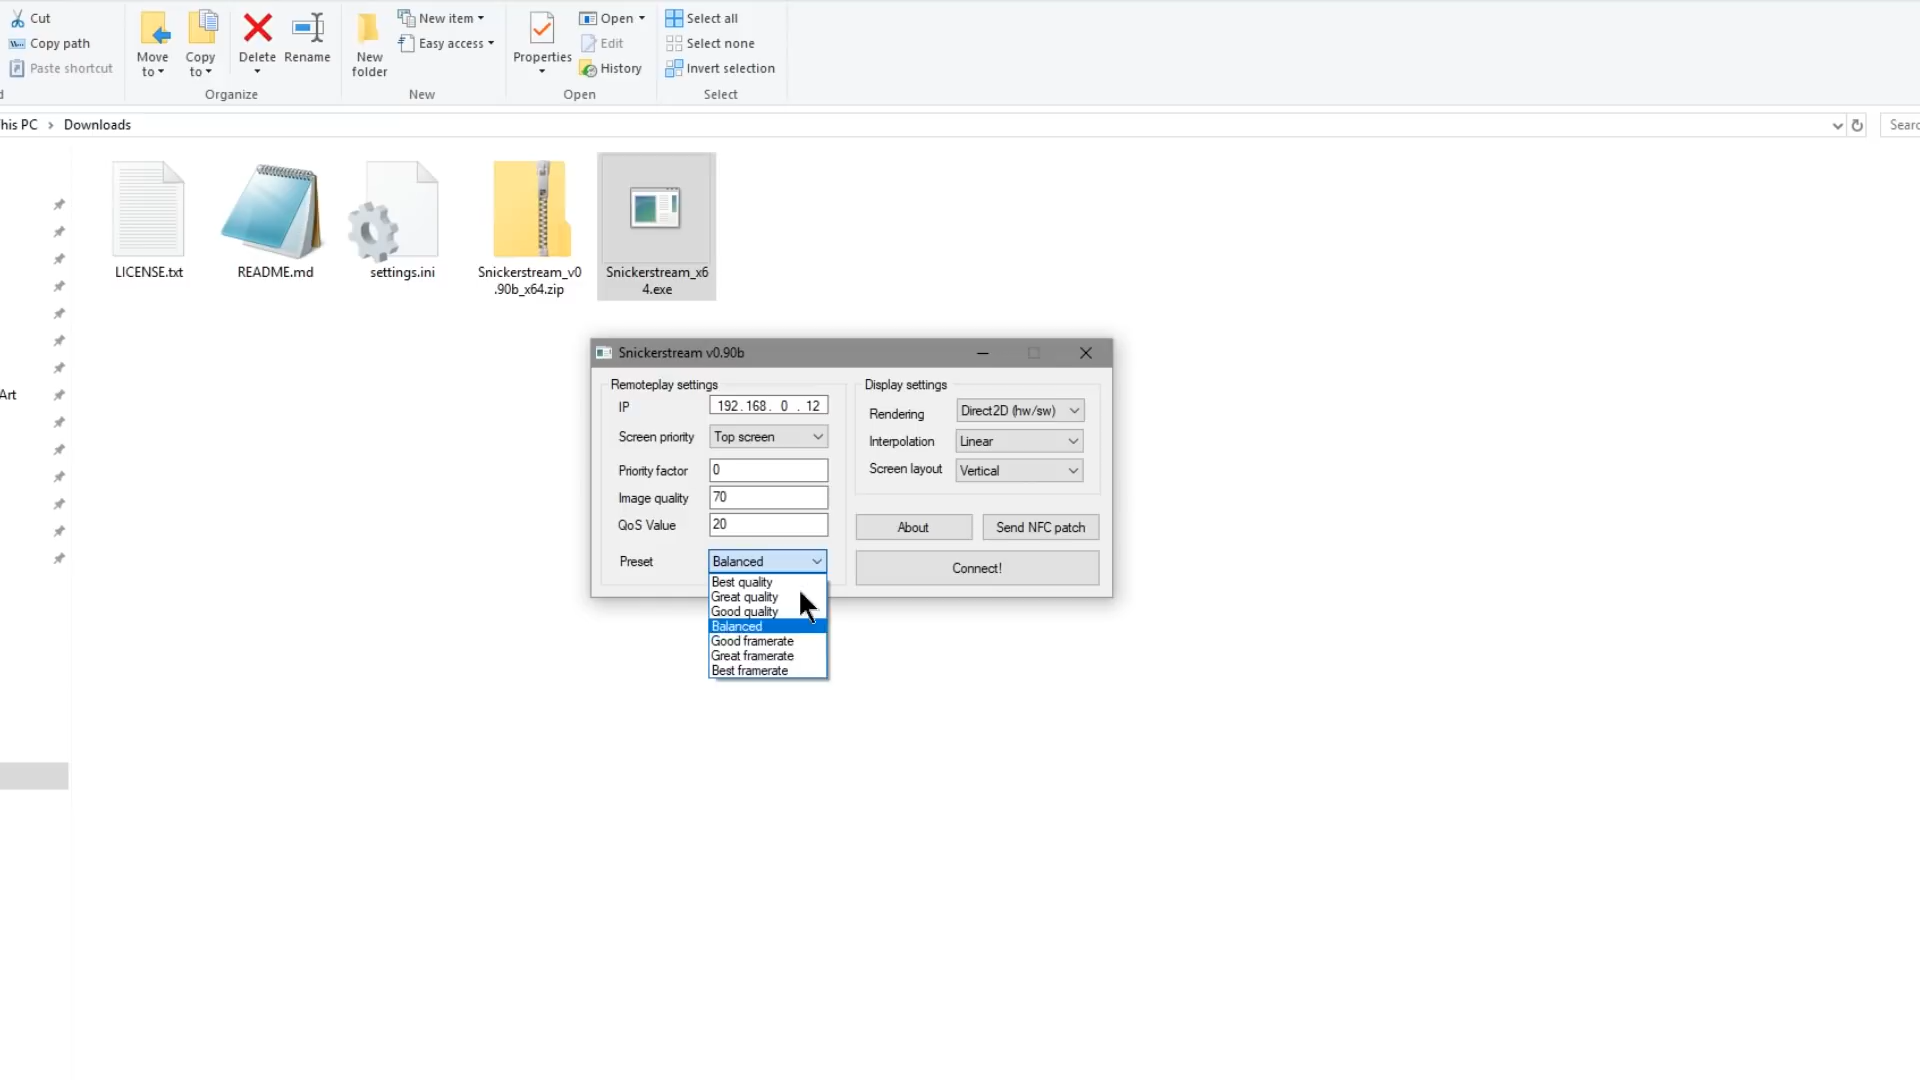 Cut
Copy path
Paste shortcut
Move to
Copy to
Delete
Rename
Organize
New folder
New item
Easy access
New
Properties
Open
Edit
History
Open
Select all
Select none
Invert selection
Select
his PC > Downloads
Searc
LICENSE.txt
README.md
settings.ini
Snickerstream_v0
.90b_x64.zip
Snickerstream_x6
4.exe
Art
Snickerstream v0.90b
Remoteplay settings
IP 192.168. 0 . 12
Screen priority Top screen
Priority factor 0
Image quality 70
QoS Value 20
Preset Balanced
Best quality
Great quality
Good quality
Balanced
Good framerate
Great framerate
Best framerate
Display settings
Rendering Direct2D (hw/sw)
Interpolation Linear
Screen layout Vertical
About
Send NFC patch
Connect!